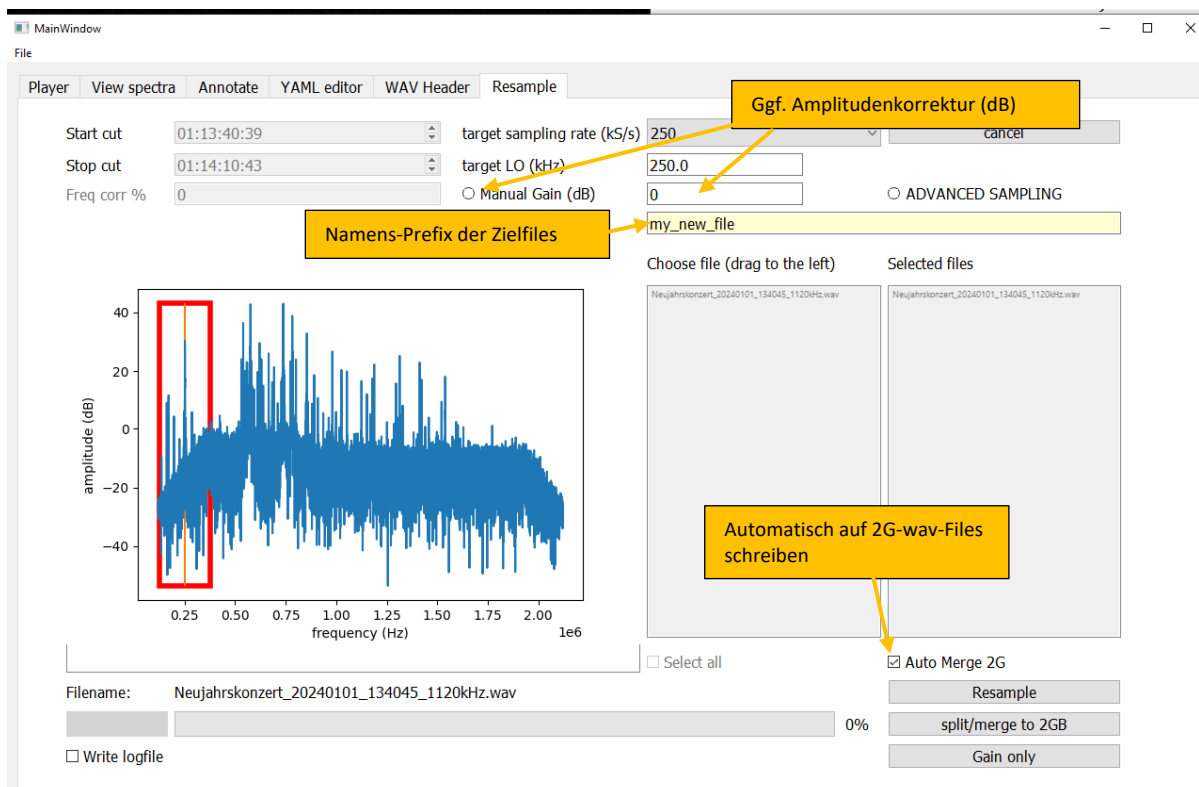 MainWindow
File
Player View spectra Annotate YAML editor WAV Header Resample
Ggf. Amplitudenkorrektur (dB)
Start cut 01:13:40:39 target sampling rate (kS/s) 250 cancel
Stop cut 01:14:10:43 target LO (kHz) 250.0
Freq corr % 0 Manual Gain (dB) 0 ADVANCED SAMPLING
Namens-Prefix der Zielfiles
my_new_file
Choose file (drag to the left) Selected files
Neujahrskonzert_20240101_134045_1120kHz.wav Neujahrskonzert_20240101_134045_1120kHz.wav
40
20
0
−20
−40
amplitude (dB)
0.25 0.50 0.75 1.00 1.25 1.50 1.75 2.00
frequency (Hz) 1e6
Automatisch auf 2G-wav-Files
schreiben
Select all Auto Merge 2G
Filename: Neujahrskonzert_20240101_134045_1120kHz.wav Resample
0% split/merge to 2GB
Write logfile Gain only